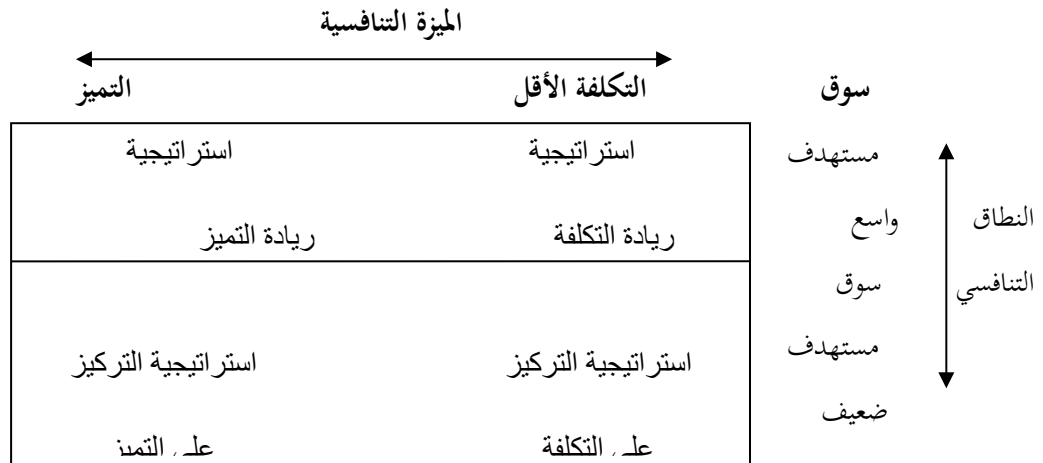 الميزة التنافسية
سوق التكلفة الأقل التميز
مستهدف استراتيجية استراتيجية
النطاق واسع ريادة التكلفة ريادة التميز
التنافسي سوق
مستهدف استراتيجية التركيز استراتيجية التركيز
ضعيف
على التكلفة على التميز